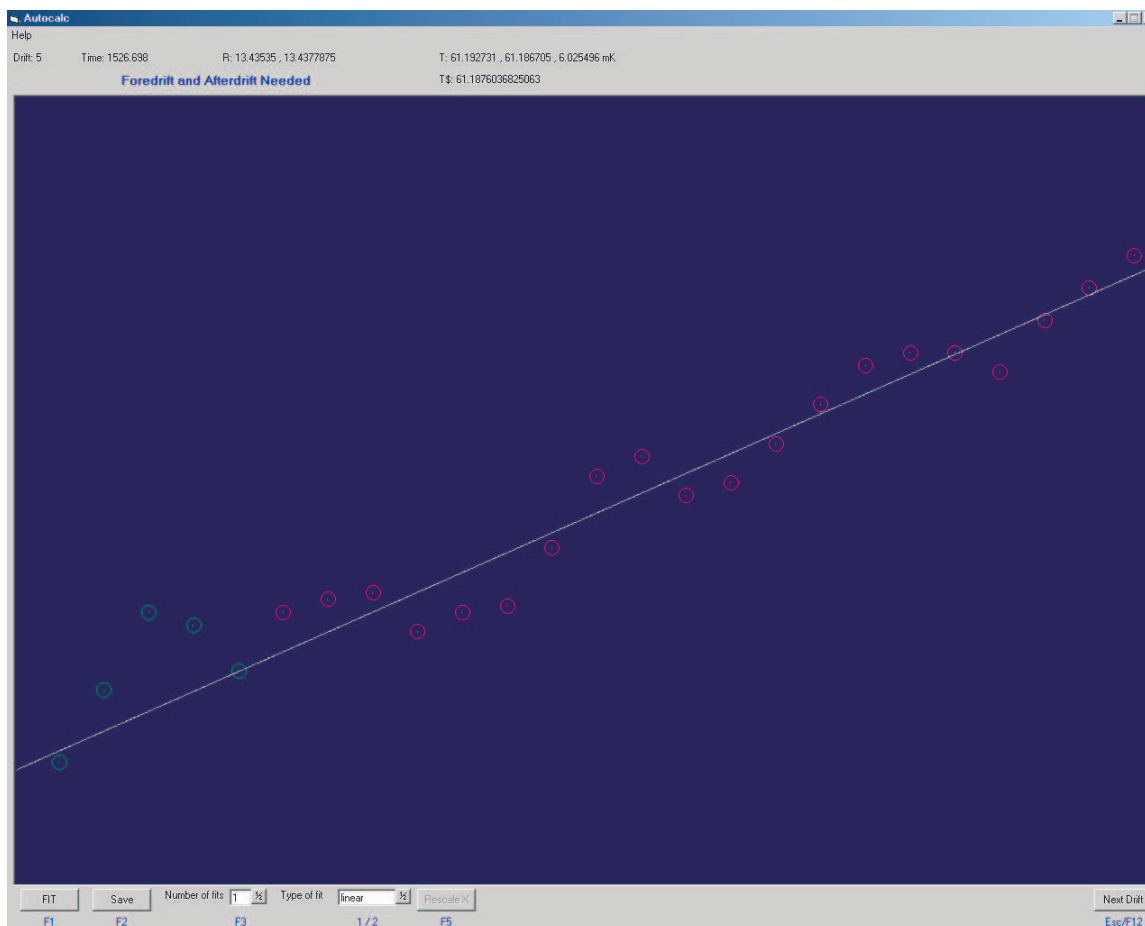 Autocalc
Help
Drift: 5 Time: 1526.698 R: 13.43535 , 13.4377875 T: 61.192731 , 61.186705 , 6.025496 mK
Foredrift and Afterdrift Needed T$: 61.1876036825063
FIT Save Number of fits 1 ½ Type of fit linear ½ Rescale X Next Drift
F1 F2 F3 1 / 2 F5 Esc/F12